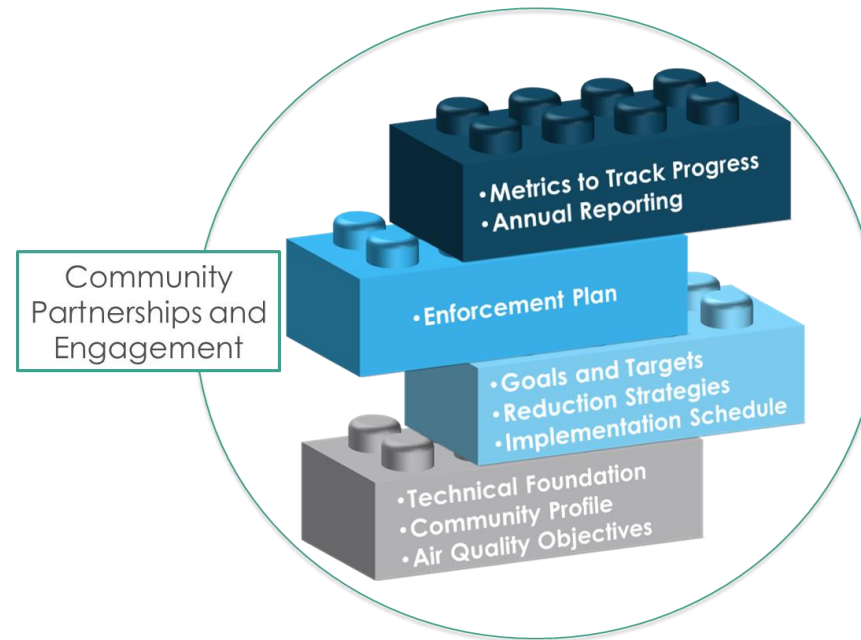 • Metrics to Track Progress
• Annual Reporting
Community
Partnerships and
Engagement
• Enforcement Plan
• Goals and Targets
• Reduction Strategies
• Implementation Schedule
• Technical Foundation
• Community Profile
• Air Quality Objectives